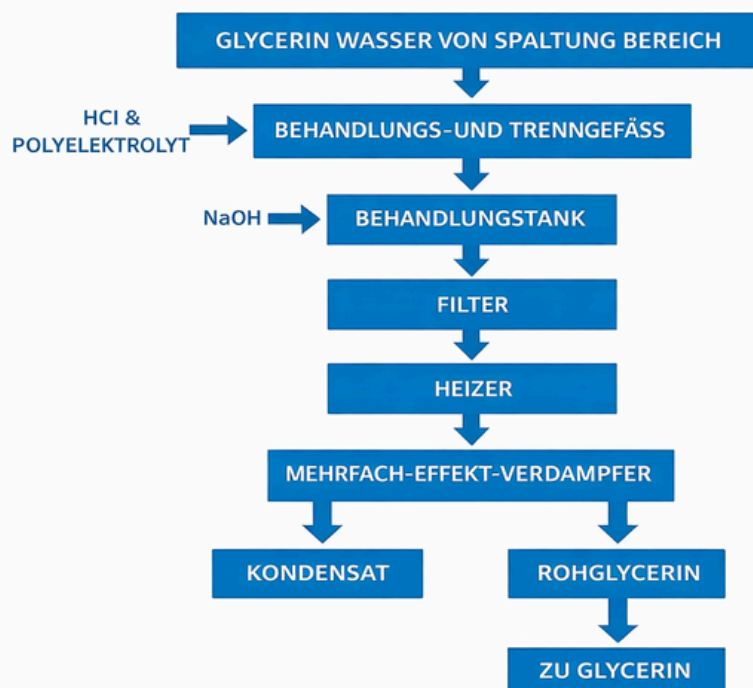 GLYCERIN WASSER VON SPALTUNG BEREICH
HCI &
POLYELEKTROLYT
BEHANDLUNGS-UND TRENNGEFÄSS
NaOH
BEHANDLUNGSTANK
FILTER
HEIZER
MEHRFACH-EFFEKT-VERDAMPFER
KONDENSAT
ROHGLYCERIN
ZU GLYCERIN